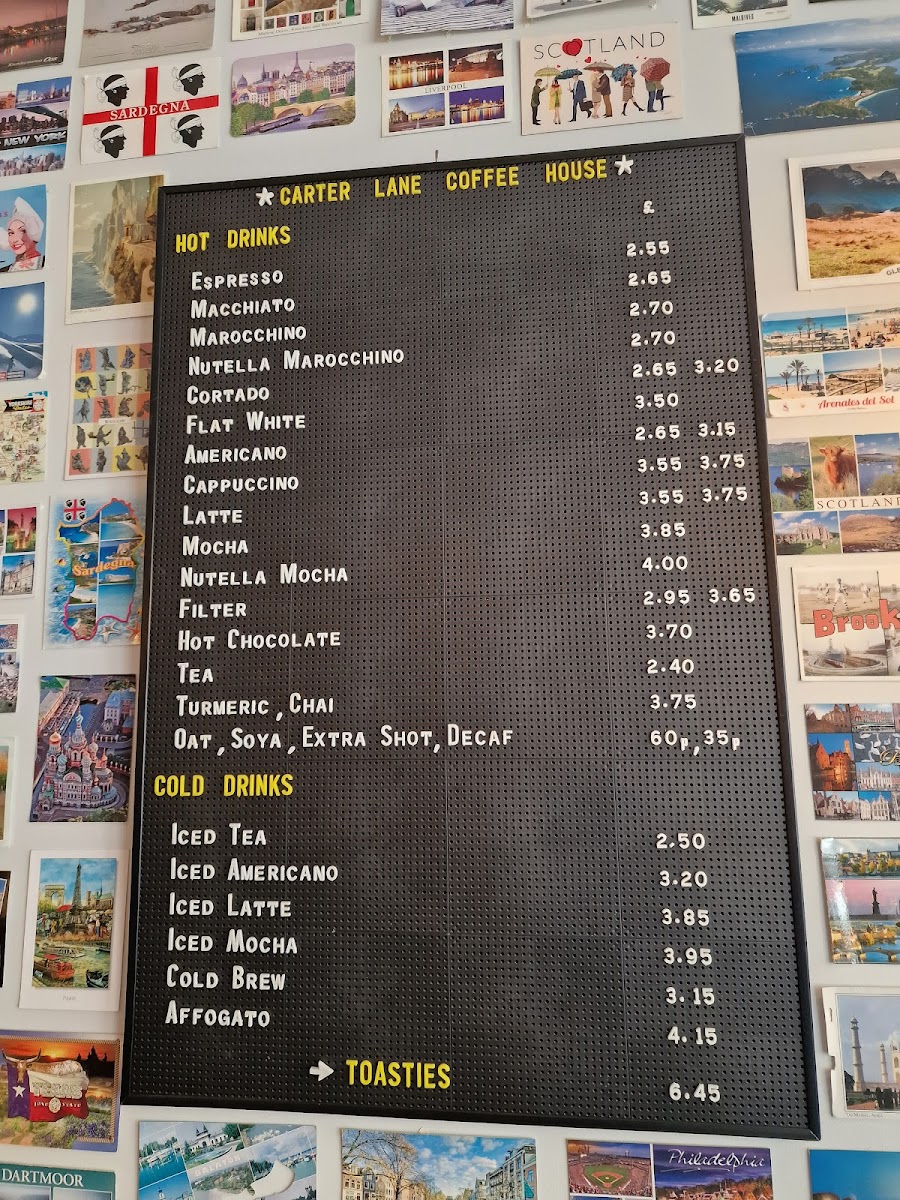 MALDIVES
NEW YORK
SARDEGNA
LIVERPOOL
SCOTLAND
CARTER LANE COFFEE HOUSE
£
HOT DRINKS
ESPRESSO 2.55
MACCHIATO 2.65
MAROCCHINO 2.70
NUTELLA MAROCCHINO 2.70
CORTADO 2.65 3.20
FLAT WHITE 3.50
AMERICANO 2.65 3.15
CAPPUCCINO 3.55 3.75
LATTE 3.55 3.75
MOCHA 3.85
NUTELLA MOCHA 4.00
FILTER 2.95 3.65
HOT CHOCOLATE 3.70
TEA 2.40
TURMERIC, CHAI 3.75
OAT, SOYA, EXTRA SHOT, DECAF 60p, 35p
COLD DRINKS
ICED TEA 2.50
ICED AMERICANO 3.20
ICED LATTE 3.85
ICED MOCHA 3.95
COLD BREW 3.15
AFFOGATO 4.15
→ TOASTIES 6.45
Arenales del Sol
SCOTLAND
Sardegna
Brook
TEXAS
DARTMOOR
Philadelphia